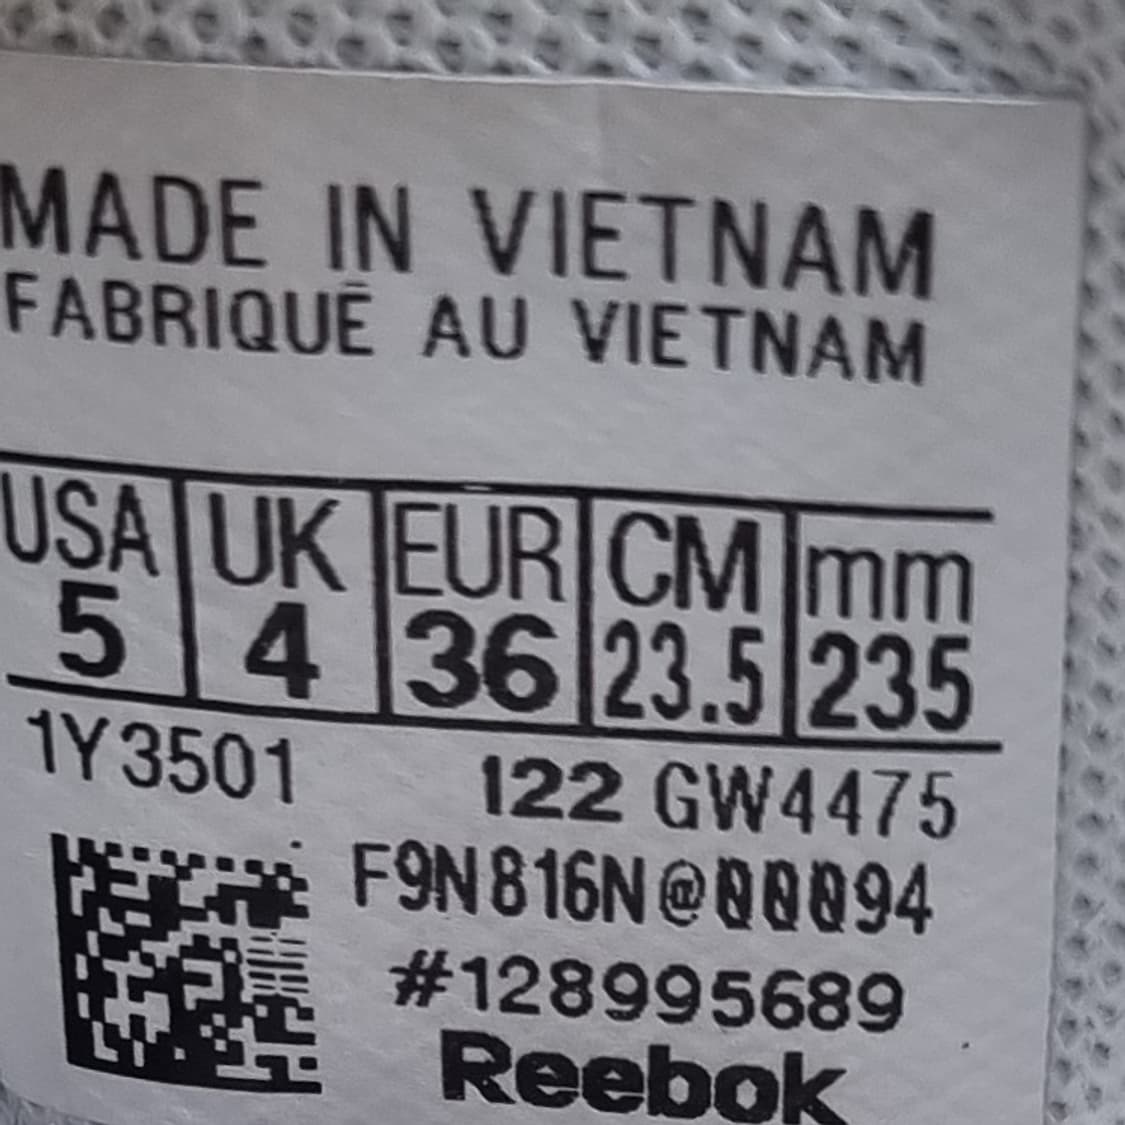 MADE IN VIETNAM
FABRIQUÉ AU VIETNAM
USA UK EUR CM mm
5 4 36 23.5 235
1Y3501 122 GW4475
F9N816N@00094
#128995689
Reebok